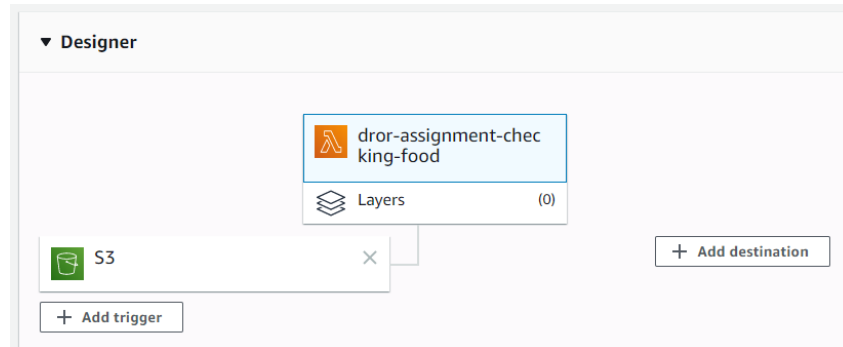 Designer
dror-assignment-chec
king-food
Layers
(0)
S3
+ Add destination
+ Add trigger